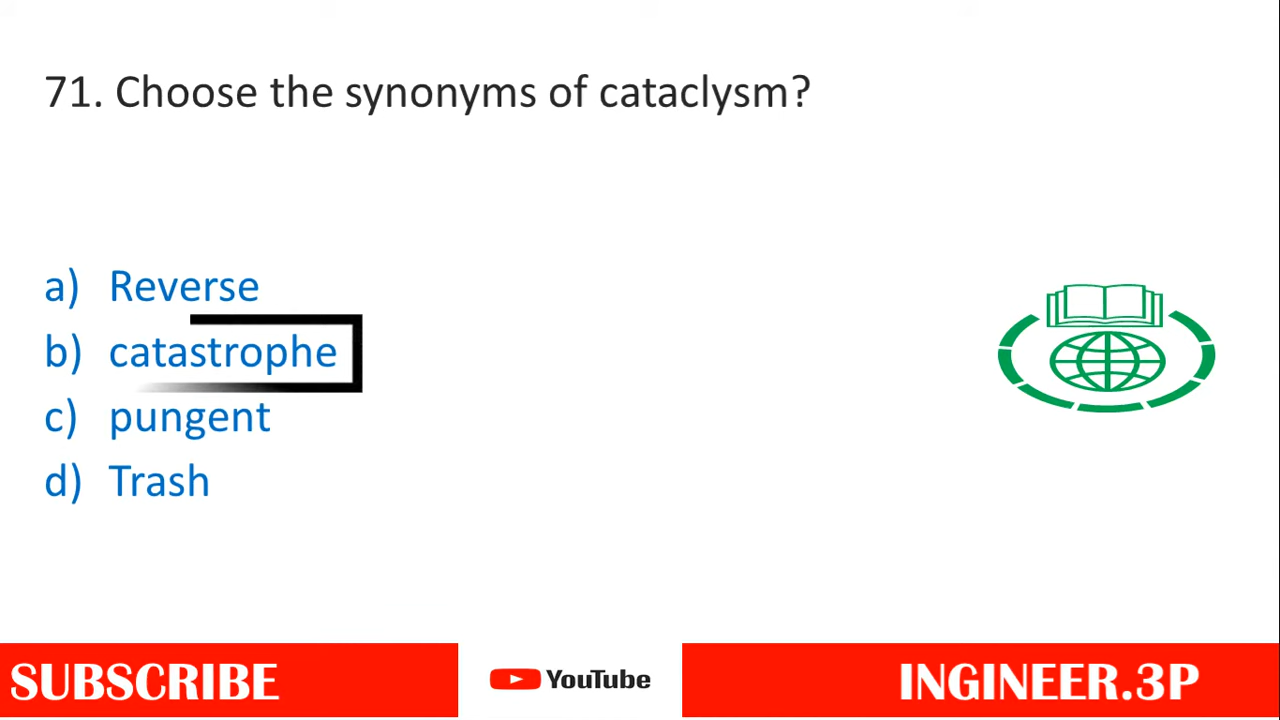 71. Choose the synonyms of cataclysm?
a) Reverse
b) catastrophe
c) pungent
d) Trash
SUBSCRIBE YouTube INGINEER.3P